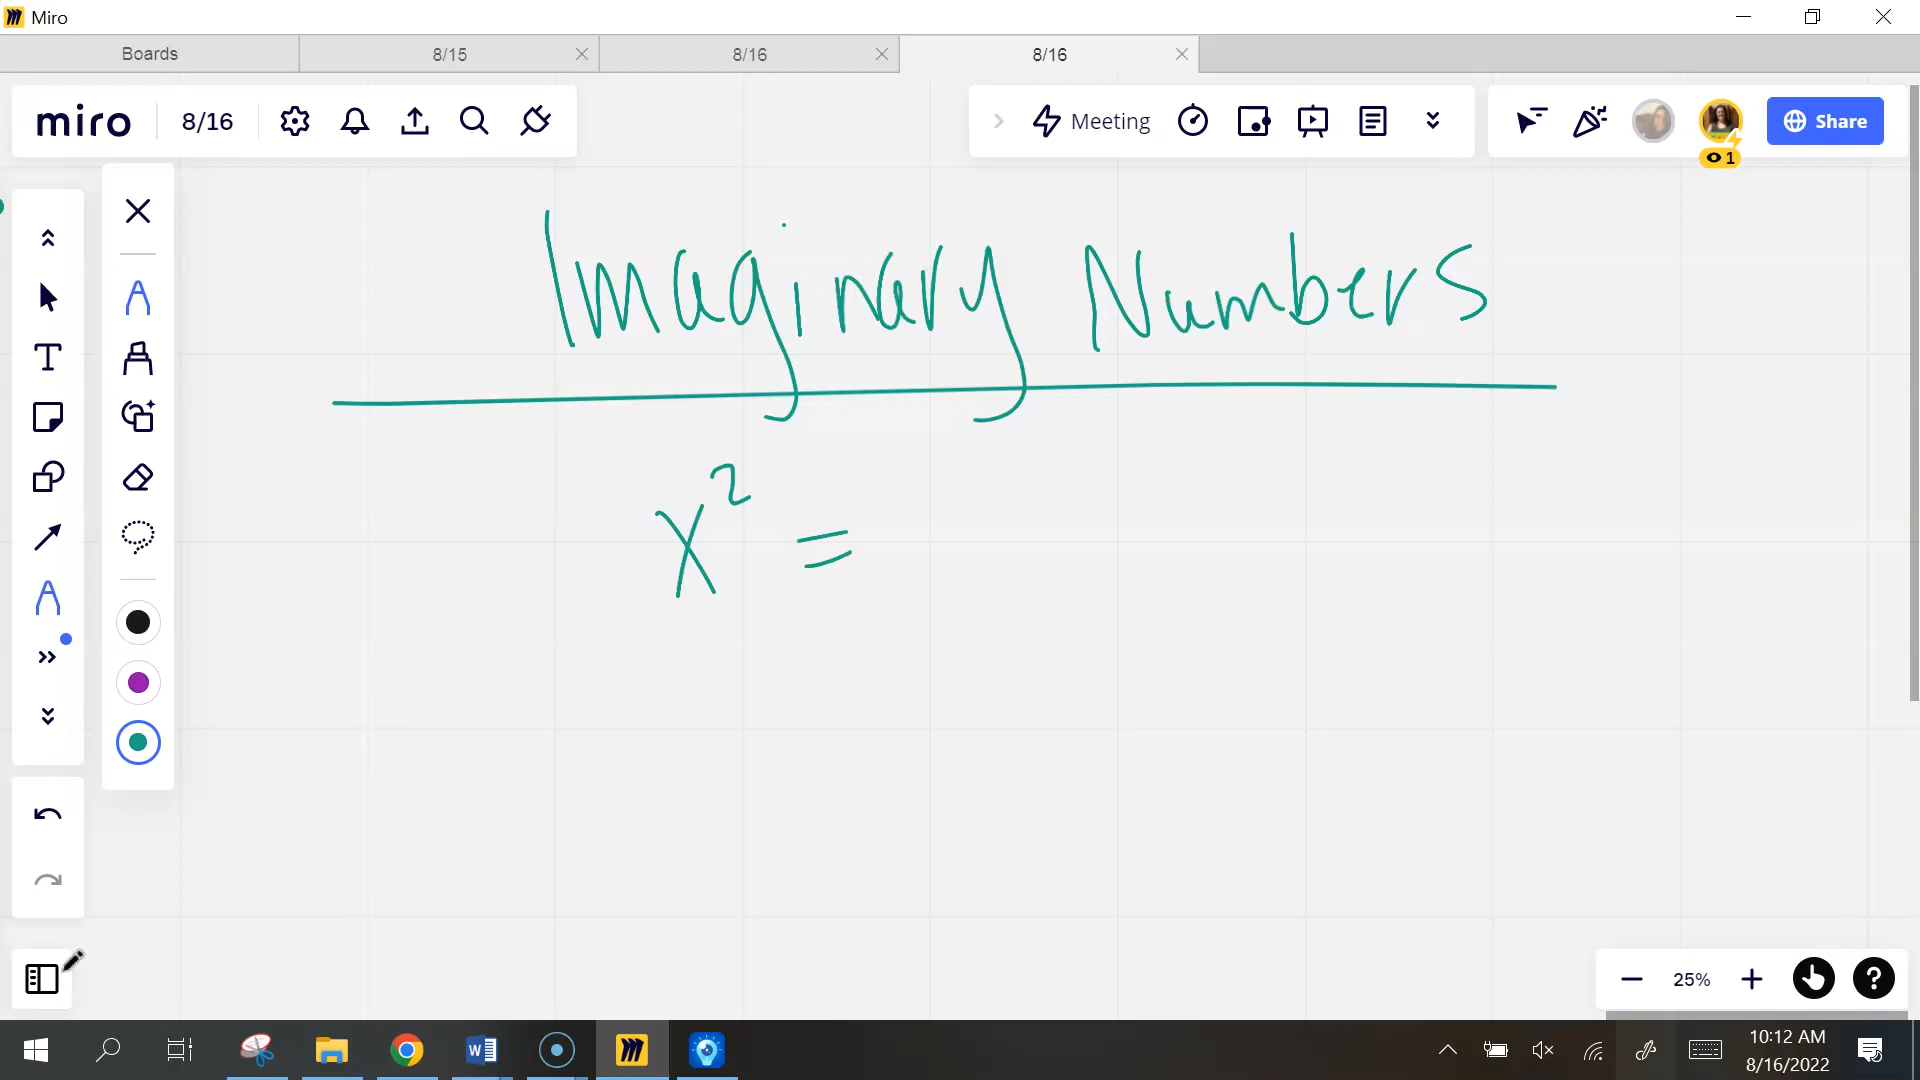 Miro
Boards 8/15 8/16 8/16
miro 8/16 Meeting Share
1
Imaginary Numbers
x² =
25%
10:12 AM
8/16/2022